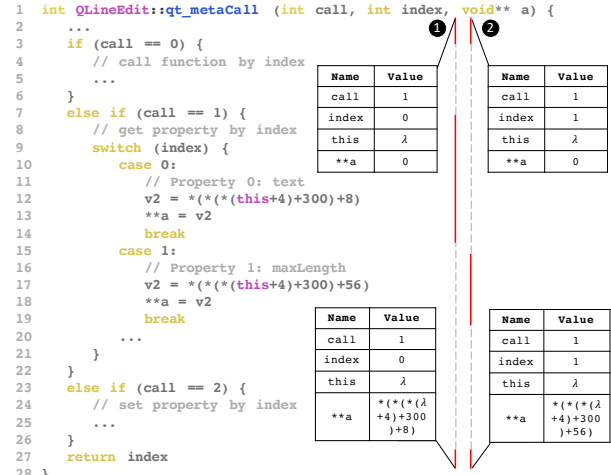 1 int QLineEdit::qt_metaCall (int call, int index, void** a) {
2 ...
3 if (call == 0) {
4 // call function by index
5 ...
6 }
7 else if (call == 1) {
8 // get property by index
9 switch (index) {
10 case 0:
11 // Property 0: text
12 v2 = *(*(*(this+4)+300)+8)
13 **a = v2
14 break
15 case 1:
16 // Property 1: maxLength
17 v2 = *(*(*(this+4)+300)+56)
18 **a = v2
19 break
20 ...
21 }
22 }
23 else if (call == 2) {
24 // set property by index
25 ...
26 }
27 return index
28 }
1 2
Name Value
call 1
index 0
this λ
**a 0
Name Value
call 1
index 1
this λ
**a 0
Name Value
call 1
index 0
this λ
**a *(*(*(λ
+4)+300
)+8)
Name Value
call 1
index 1
this λ
**a *(*(*(λ
+4)+300
)+56)